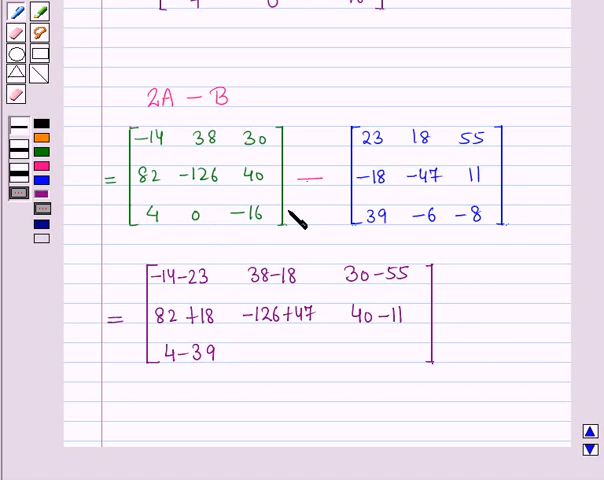 2A - B
= [-14 38 30] - [23 18 55]
[82 -126 40] [-18 -47 11]
[4 0 -16] [39 -6 -8]
= [-14-23 38-18 30-55]
[82+18 -126+47 40-11]
[4-39]